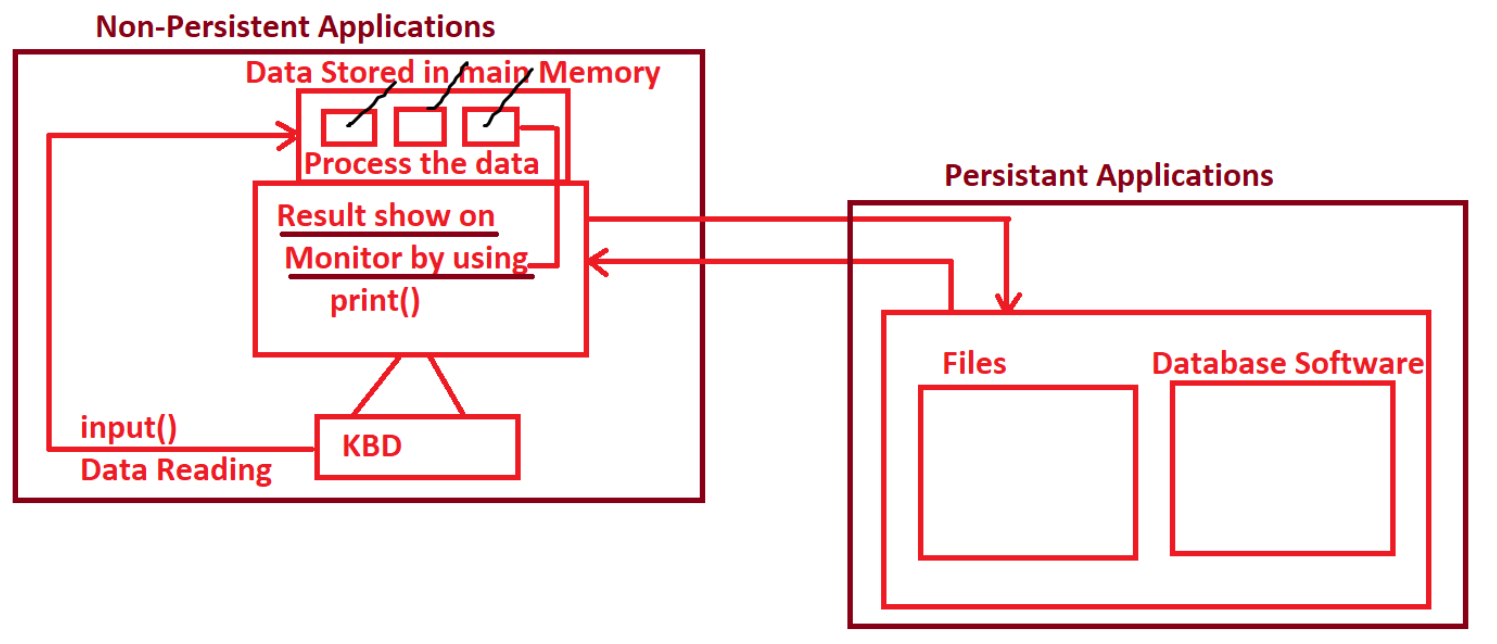 Non-Persistent Applications
Data Stored in main Memory
Process the data
Result show on
Monitor by using
print()
input()
KBD
Data Reading
Persistant Applications
Files
Database Software